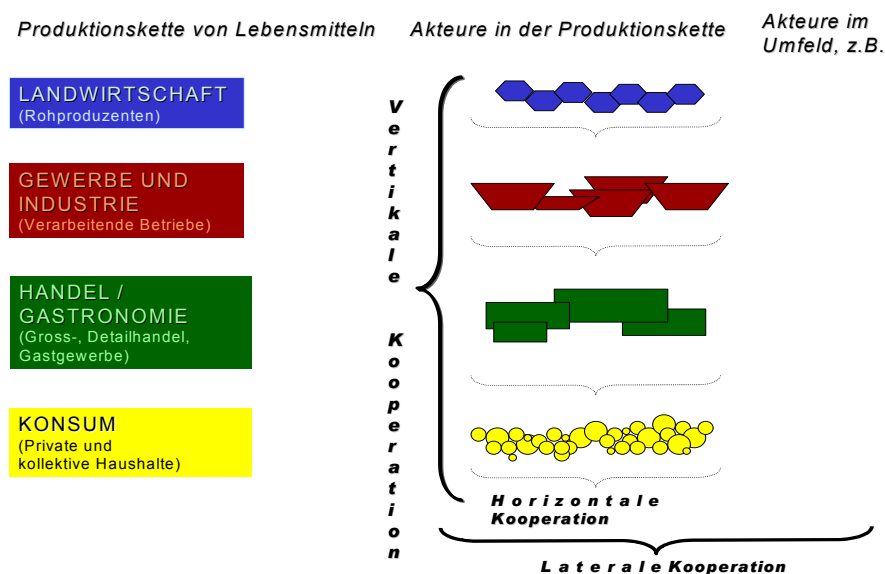 Produktionskette von Lebensmitteln
Akteure in der Produktionskette
Akteure im
Umfeld, z.B.
LANDWIRTSCHAFT
(Rohproduzenten)
GEWERBE UND
INDUSTRIE
(Verarbeitende Betriebe)
HANDEL /
GASTRONOMIE
(Gross-, Detailhandel,
Gastgewerbe)
KONSUM
(Private und
kollektive Haushalte)
Vertikale Kooperation
Horizontale
Kooperation
Laterale Kooperation